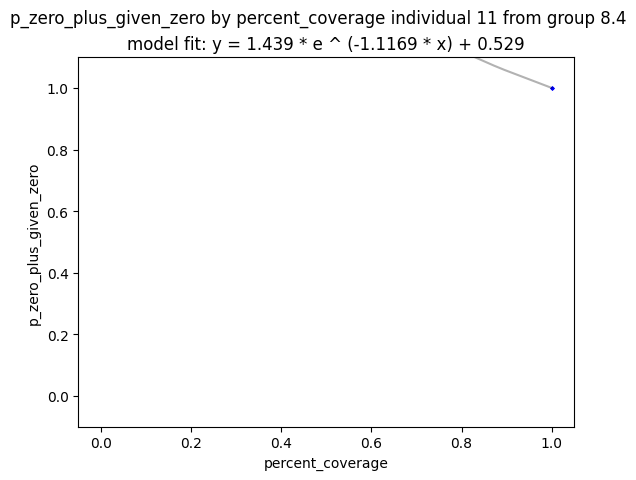 p_zero_plus_given_zero by percent_coverage individual 11 from group 8.4
model fit: y = 1.439 * e ^ (-1.1169 * x) + 0.529
1.0
0.8
0.6
0.4
0.2
0.0
p_zero_plus_given_zero
0.0 0.2 0.4 0.6 0.8 1.0
percent_coverage